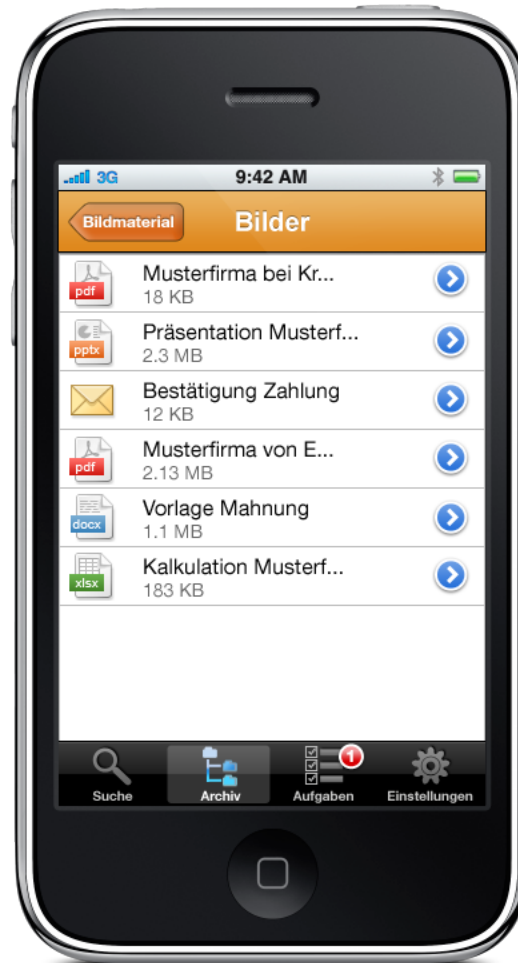 3G 9:42 AM
Bildmaterial Bilder
pdf Musterfirma bei Kr...
18 KB
pptx Präsentation Musterf...
2.3 MB
Bestätigung Zahlung
12 KB
pdf Musterfirma von E...
2.13 MB
docx Vorlage Mahnung
1.1 MB
xlsx Kalkulation Musterf...
183 KB
1
Suche Archiv Aufgaben Einstellungen